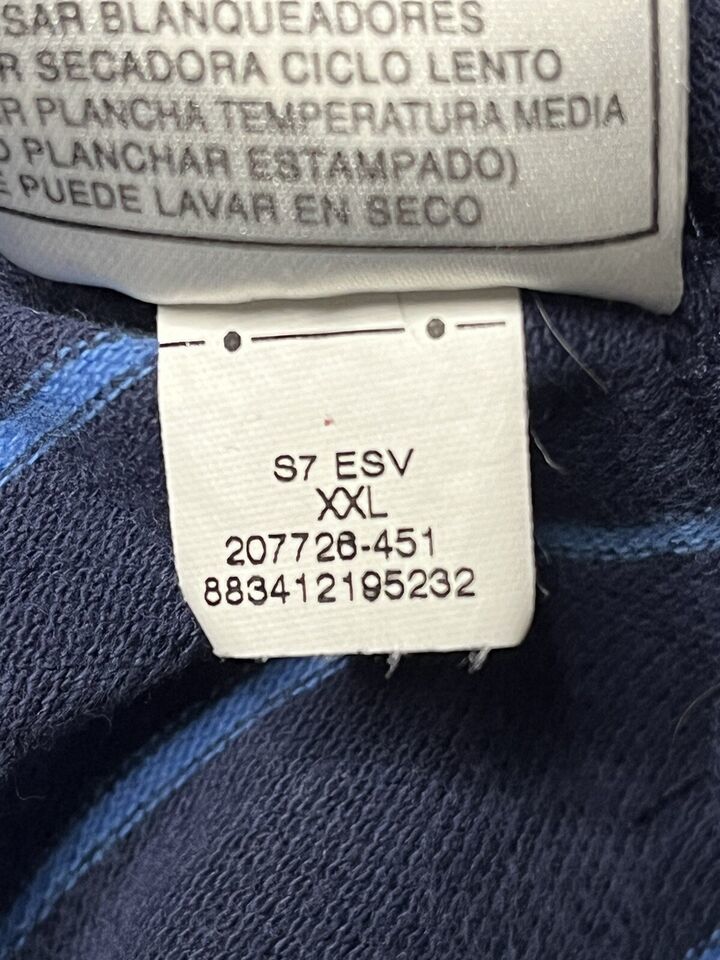 SAR BLANQUEADORES
R SECADORA CICLO LENTO
R PLANCHA TEMPERATURA MEDIA
O PLANCHAR ESTAMPADO)
E PUEDE LAVAR EN SECO
S7 ESV
XXL
207728-451
883412195232